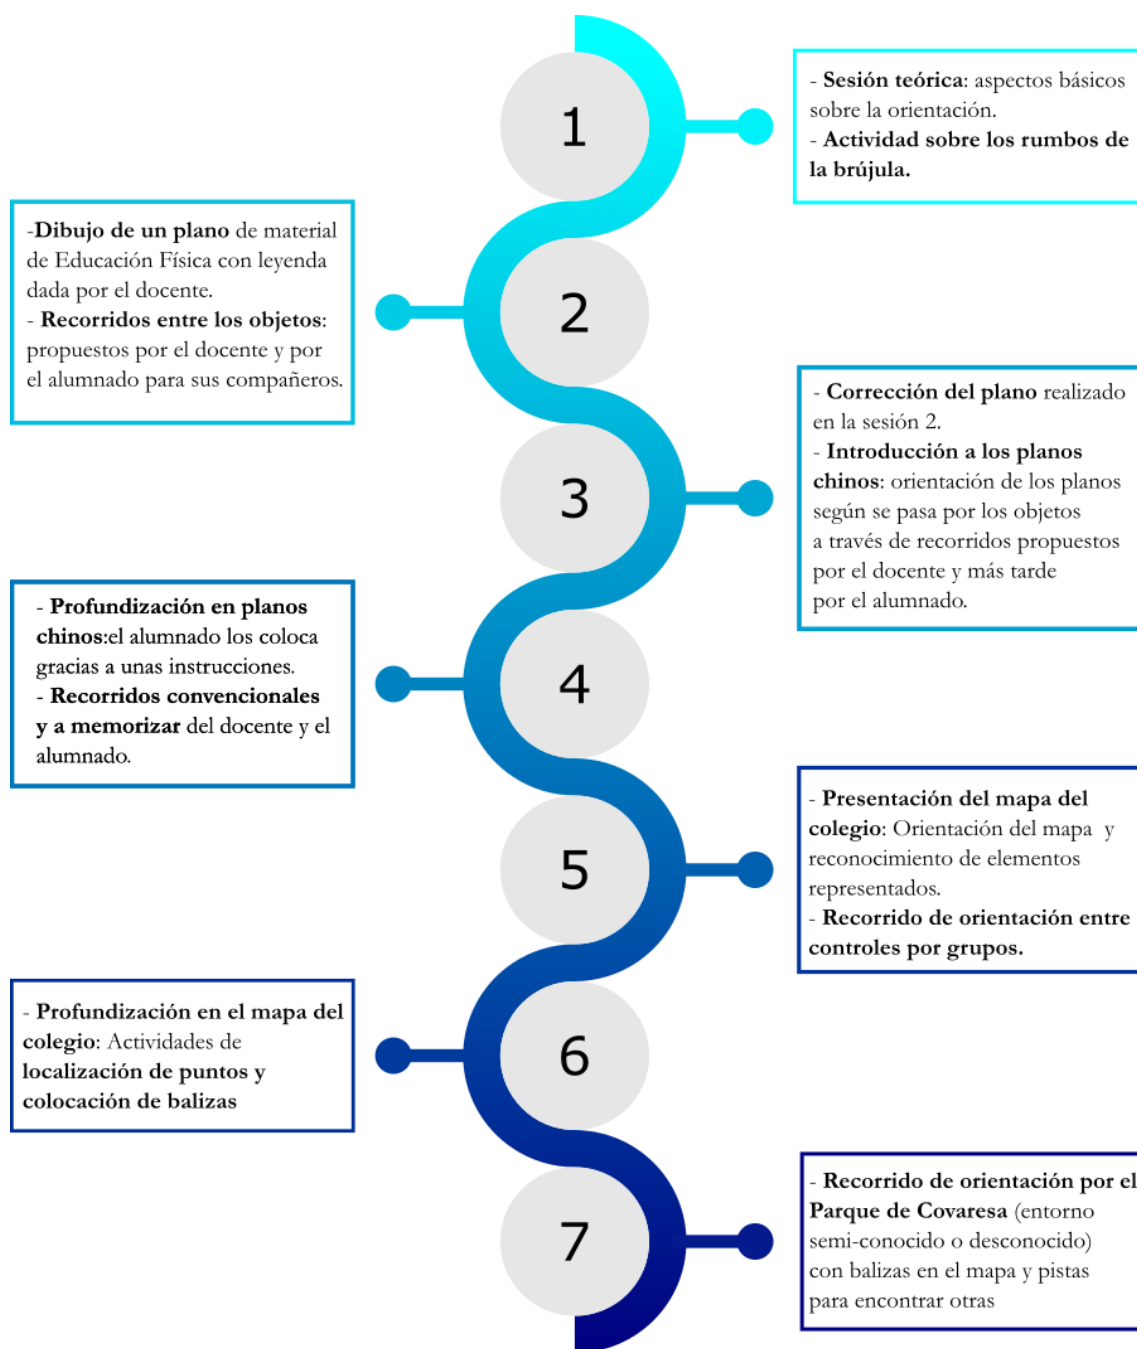 1
- Sesión teórica: aspectos básicos
sobre la orientación.
- Actividad sobre los rumbos de
la brújula.
2
-Dibujo de un plano de material
de Educación Física con leyenda
dada por el docente.
- Recorridos entre los objetos:
propuestos por el docente y por
el alumnado para sus compañeros.
3
- Corrección del plano realizado
en la sesión 2.
- Introducción a los planos
chinos: orientación de los planos
según se pasa por los objetos
a través de recorridos propuestos
por el docente y más tarde
por el alumnado.
4
- Profundización en planos
chinos:el alumnado los coloca
gracias a unas instrucciones.
- Recorridos convencionales
y a memorizar del docente y el
alumnado.
5
- Presentación del mapa del
colegio: Orientación del mapa y
reconocimiento de elementos
representados.
- Recorrido de orientación entre
controles por grupos.
6
- Profundización en el mapa del
colegio: Actividades de
localización de puntos y
colocación de balizas
7
- Recorrido de orientación por el
Parque de Covaresa (entorno
semi-conocido o desconocido)
con balizas en el mapa y pistas
para encontrar otras